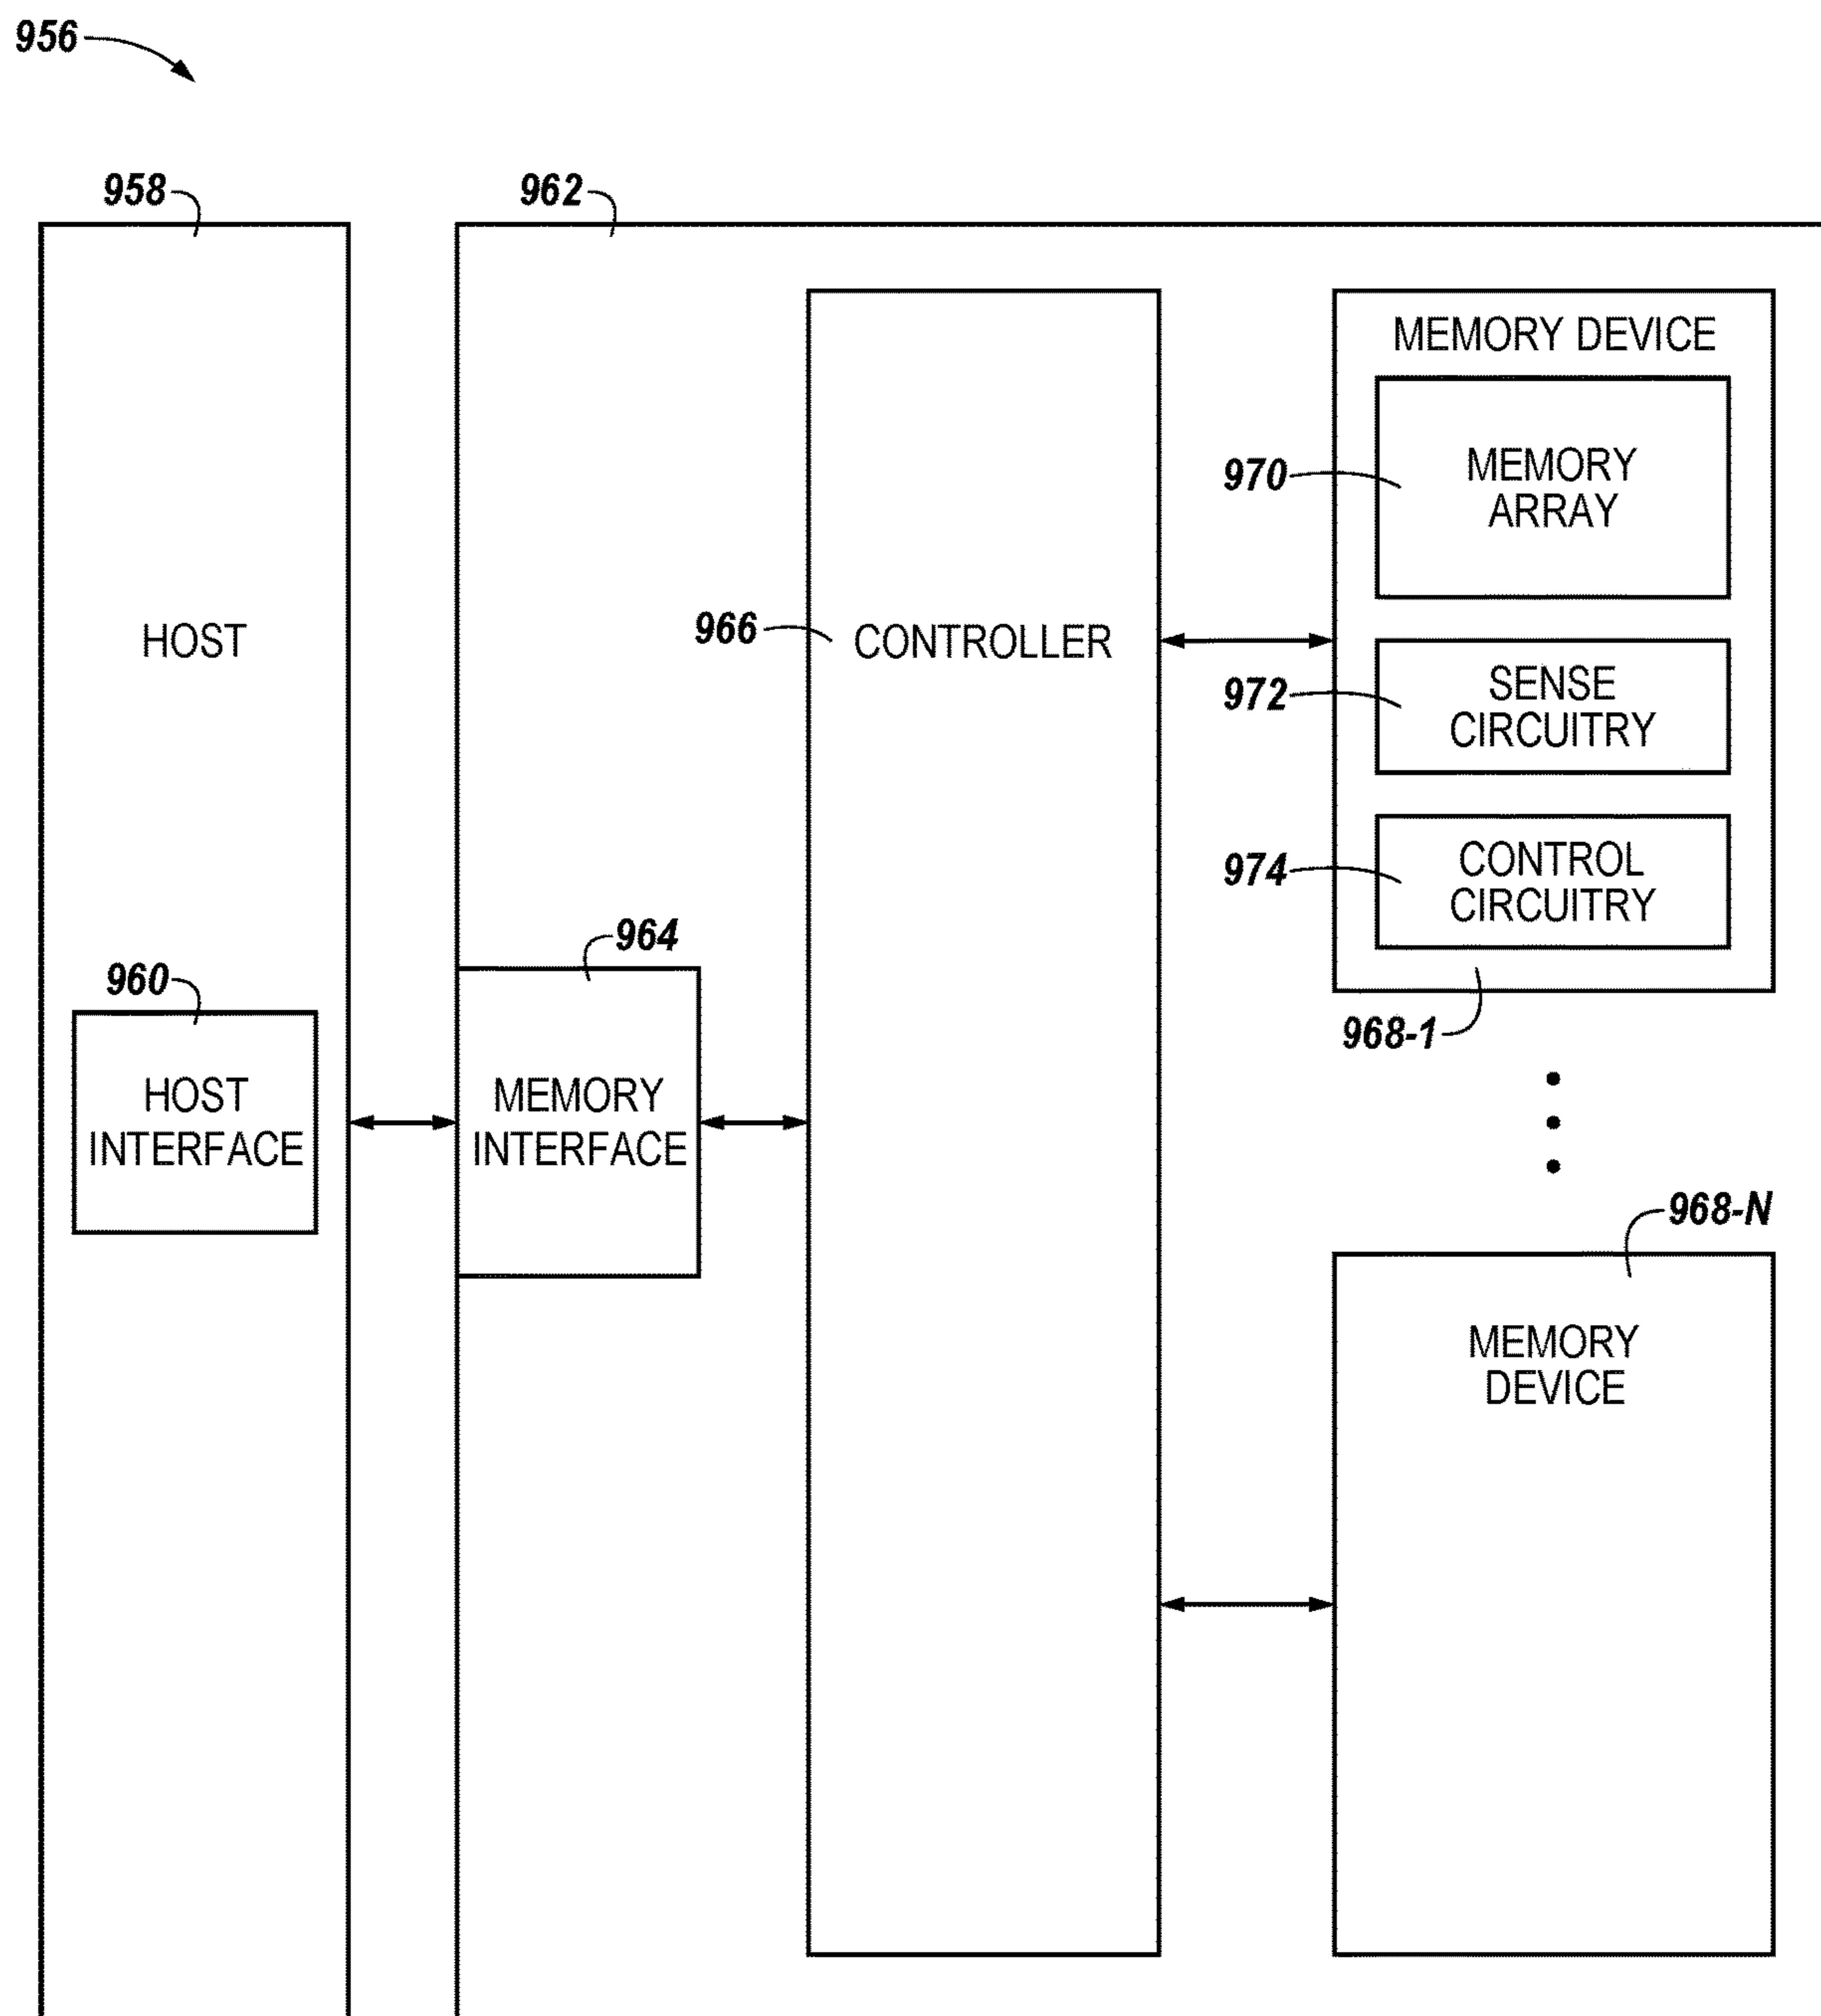 956
958
962
MEMORY DEVICE
970
MEMORY
ARRAY
966
HOST
CONTROLLER
972
SENSE
CIRCUITRY
974
CONTROL
CIRCUITRY
964
960
968-1
HOST
INTERFACE
MEMORY
INTERFACE
968-N
MEMORY
DEVICE